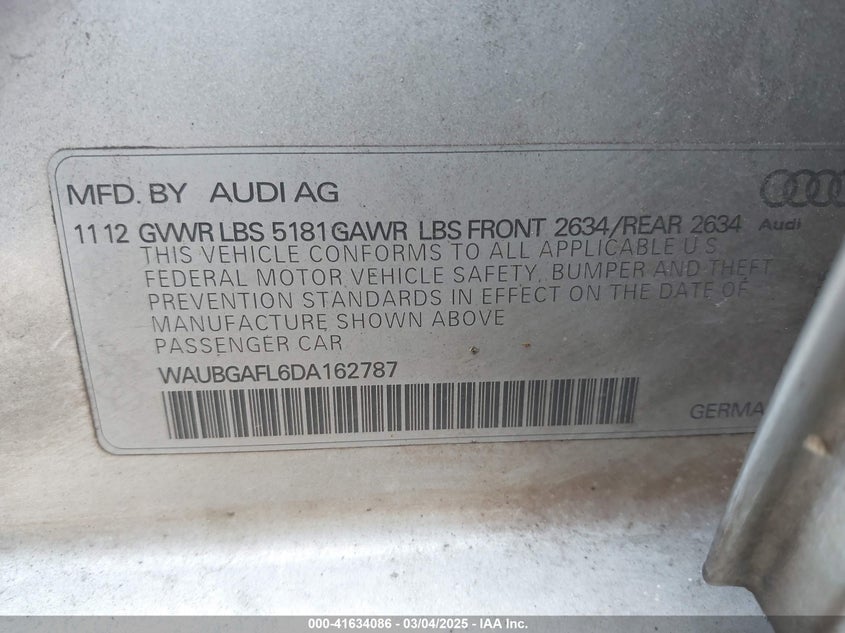 MFD. BY AUDI AG
11 12 GVWR LBS 5181 GAWR LBS FRONT 2634/REAR 2634
Audi
THIS VEHICLE CONFORMS TO ALL APPLICABLE U S
FEDERAL MOTOR VEHICLE SAFETY, BUMPER AND THEFT
PREVENTION STANDARDS IN EFFECT ON THE DATE OF
MANUFACTURE SHOWN ABOVE
PASSENGER CAR
WAUBGAFL6DA162787
GERMA
000-41634086 - 03/04/2025 - IAA Inc.